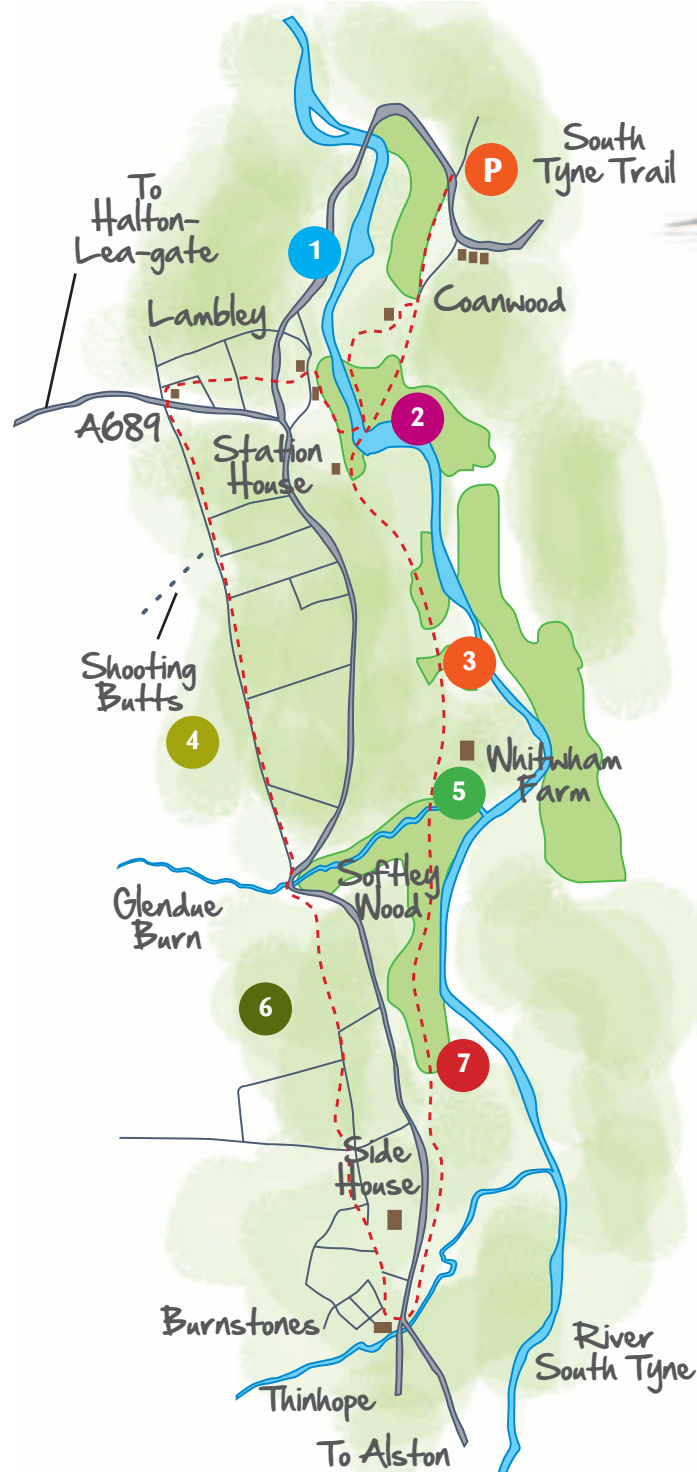 South
Tyne Trail
P
To
Halton-
Lea-gate
1
Coanwood
Lambley
2
A689
Station
House
3
Shooting
Butts
4
Whitwham
Farm
5
Softley
Wood
Glendue
Burn
6
7
Side
House
Burnstones
River
South Tyne
Thinhope
To Alston